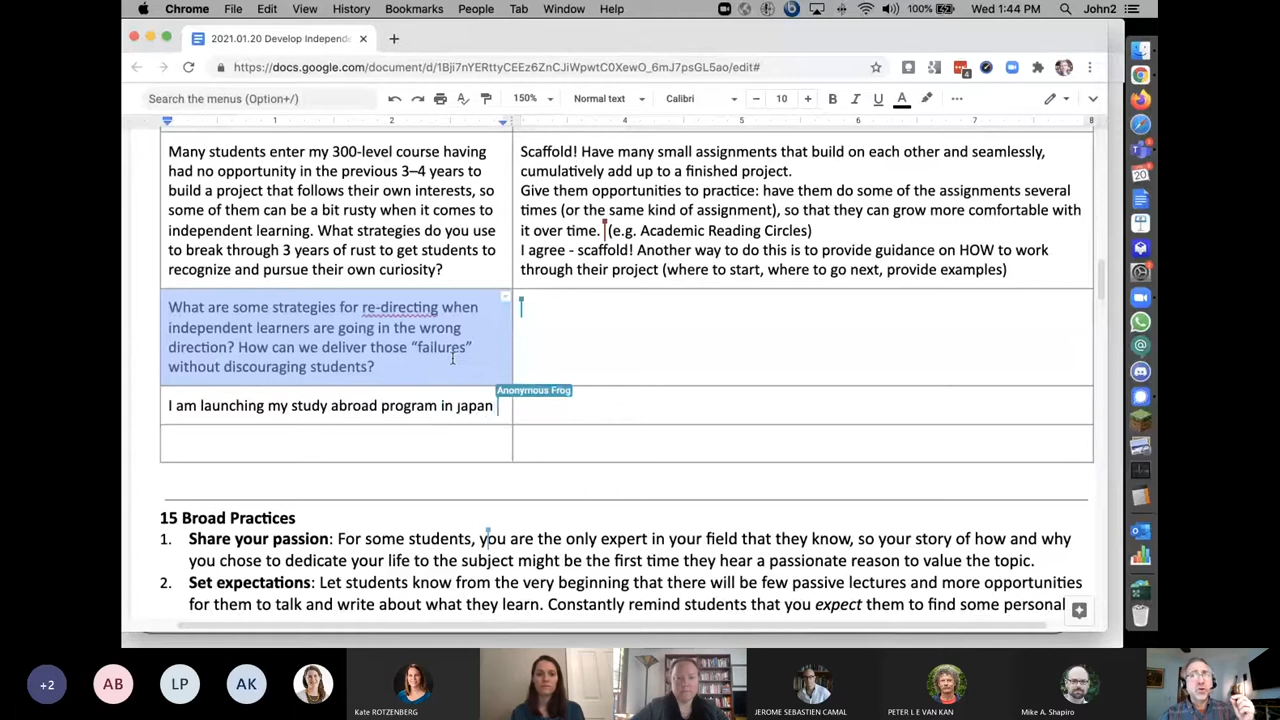 Chrome File Edit View History Bookmarks People Tab Window Help 100% Wed 1:44 PM John2
2021.01.20 Develop Independe
https://docs.google.com/document/d/1Bji7nYERttyCEEz6ZnCJiWpwtC0XewO_6mJ7psGL5ao/edit#
Search the menus (Option+/) 150% Normal text Calibri 10 B I U A
1 2 4 5 6 7 8
Many students enter my 300-level course having
had no opportunity in the previous 3–4 years to
build a project that follows their own interests, so
some of them can be a bit rusty when it comes to
independent learning. What strategies do you use
to break through 3 years of rust to get students to
recognize and pursue their own curiosity?
Scaffold! Have many small assignments that build on each other and seamlessly,
cumulatively add up to a finished project.
Give them opportunities to practice: have them do some of the assignments several
times (or the same kind of assignment), so that they can grow more comfortable with
it over time. (e.g. Academic Reading Circles)
I agree - scaffold! Another way to do this is to provide guidance on HOW to work
through their project (where to start, where to go next, provide examples)
What are some strategies for re-directing when
independent learners are going in the wrong
direction? How can we deliver those “failures”
without discouraging students?
Anonymous Frog
I am launching my study abroad program in Japan
15 Broad Practices
1. Share your passion: For some students, you are the only expert in your field that they know, so your story of how and why
you chose to dedicate your life to the subject might be the first time they hear a passionate reason to value the topic.
2. Set expectations: Let students know from the very beginning that there will be few passive lectures and more opportunities
for them to talk and write about what they learn. Constantly remind students that you expect them to find some personal
+2 AB LP AK
Kate ROTZENBERG
JEROME SEBASTIEN CAMAL
PETER L E VAN KAN
Mike A. Shapiro